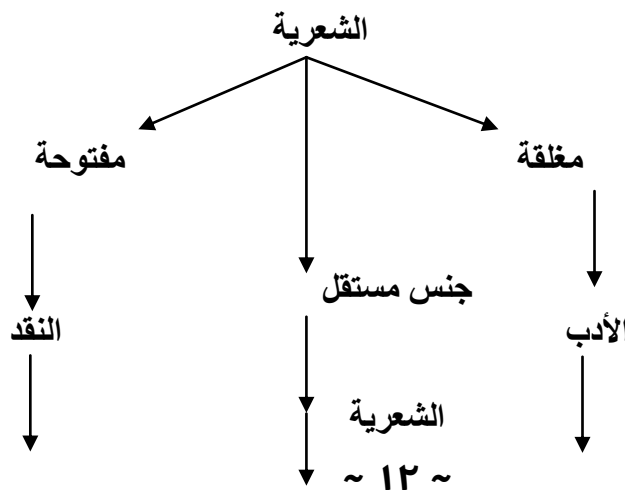 الشعرية
مغلقة
مفتوحة
جنس مستقل
الأدب
النقد
الشعرية
~ ١٢ ~